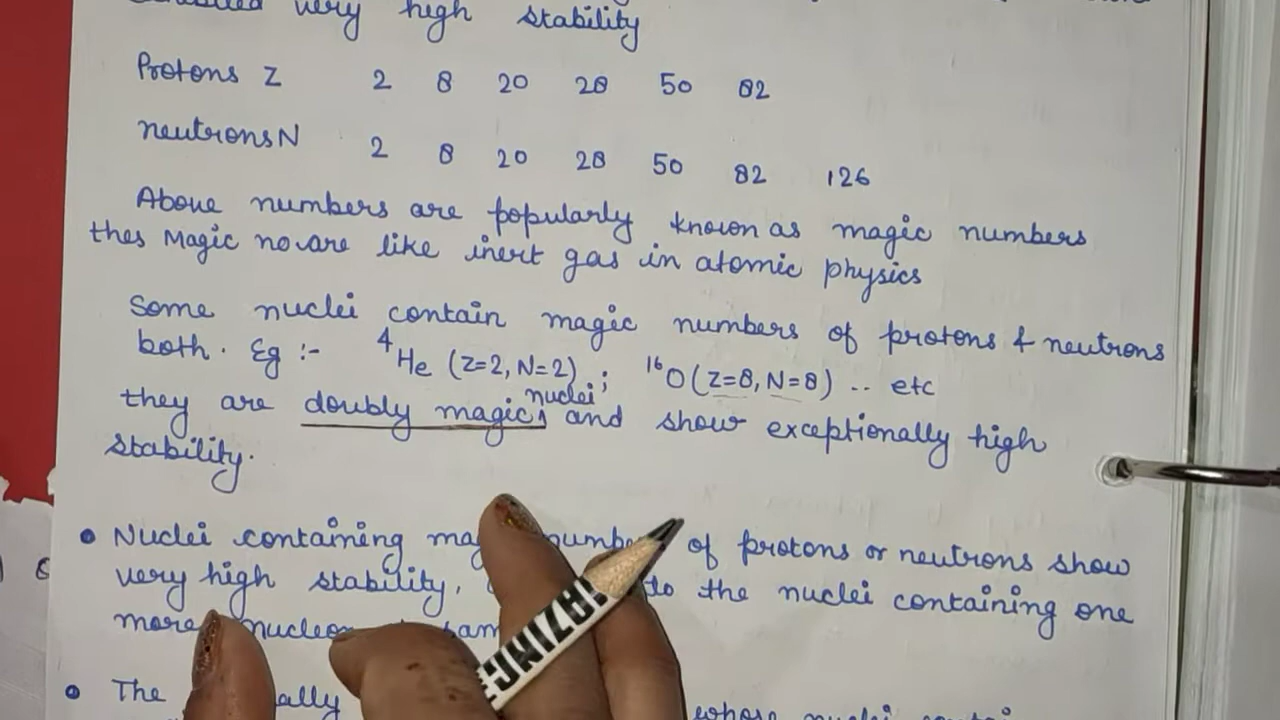 very high stability
Protons Z 2 8 20 28 50 82
neutrons N 2 8 20 28 50 82 126
Above numbers are popularly known as magic numbers
thes Magic no. are like inert gas in atomic physics
Some nuclei contain magic numbers of protons & neutrons
both. Eg :- ⁴He (Z=2, N=2) ; ¹⁶O (Z=8, N=8) .. etc
they are doubly magic nuclei; and show exceptionally high
stability.
• Nuclei containing of protons or neutrons show
very high stability, to the nuclei containing one
more
• The whose nuclei